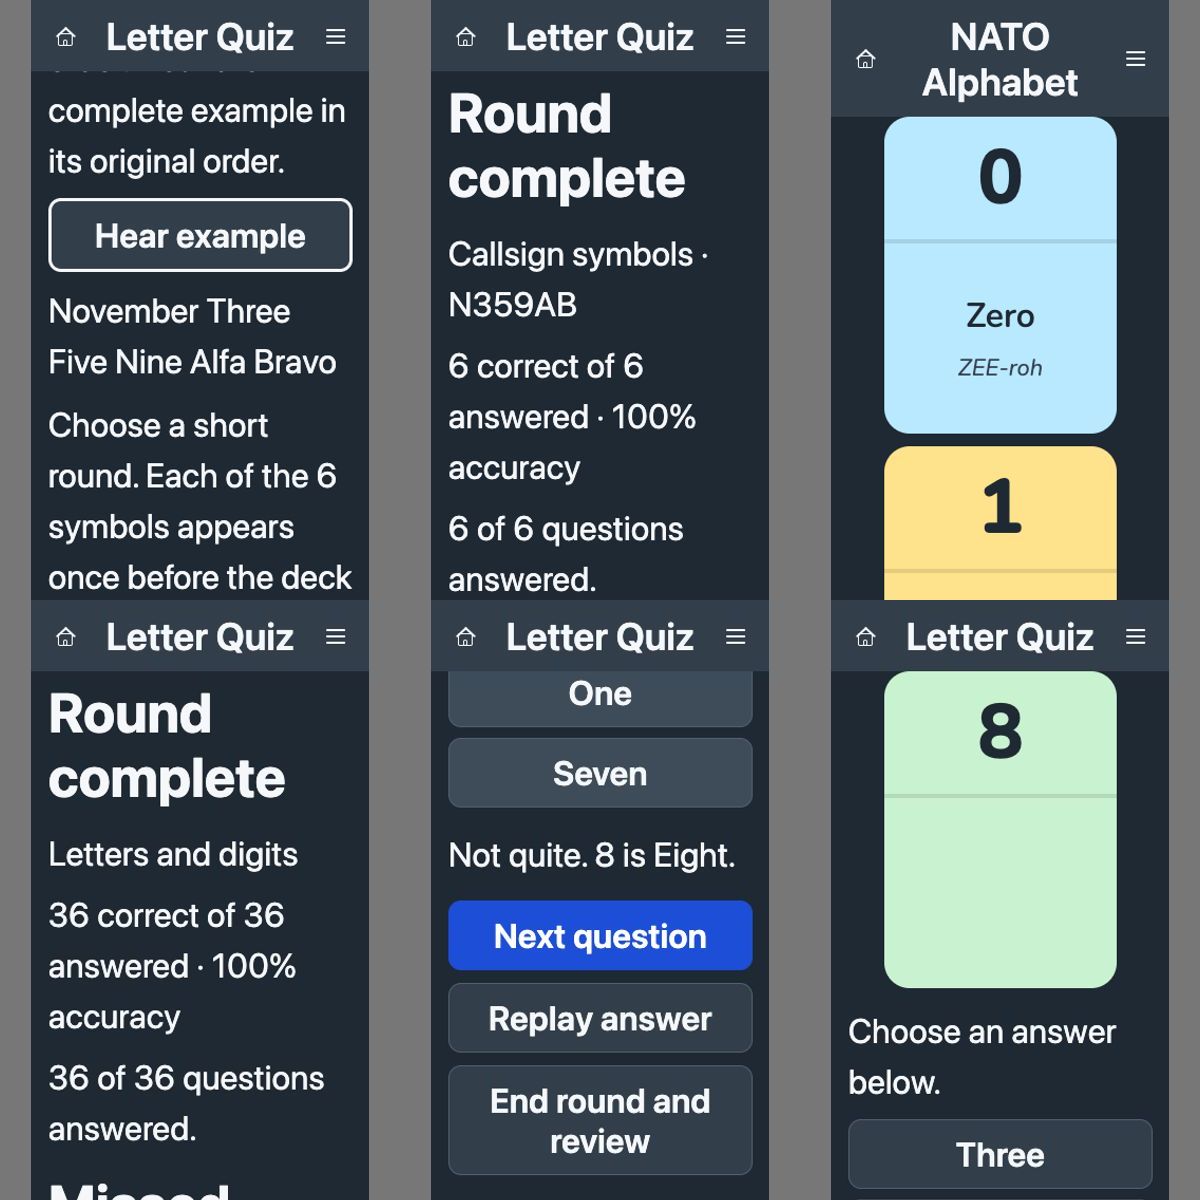 Letter Quiz
complete example in
its original order.
Hear example
November Three
Five Nine Alfa Bravo
Choose a short
round. Each of the 6
symbols appears
once before the deck
Letter Quiz
Round
complete
Callsign symbols ·
N359AB
6 correct of 6
answered · 100%
accuracy
6 of 6 questions
answered.
NATO
Alphabet
0
Zero
ZEE-roh
1
Letter Quiz
Round
complete
Letters and digits
36 correct of 36
answered · 100%
accuracy
36 of 36 questions
answered.
Missed
Letter Quiz
One
Seven
Not quite. 8 is Eight.
Next question
Replay answer
End round and
review
Letter Quiz
8
Choose an answer
below.
Three